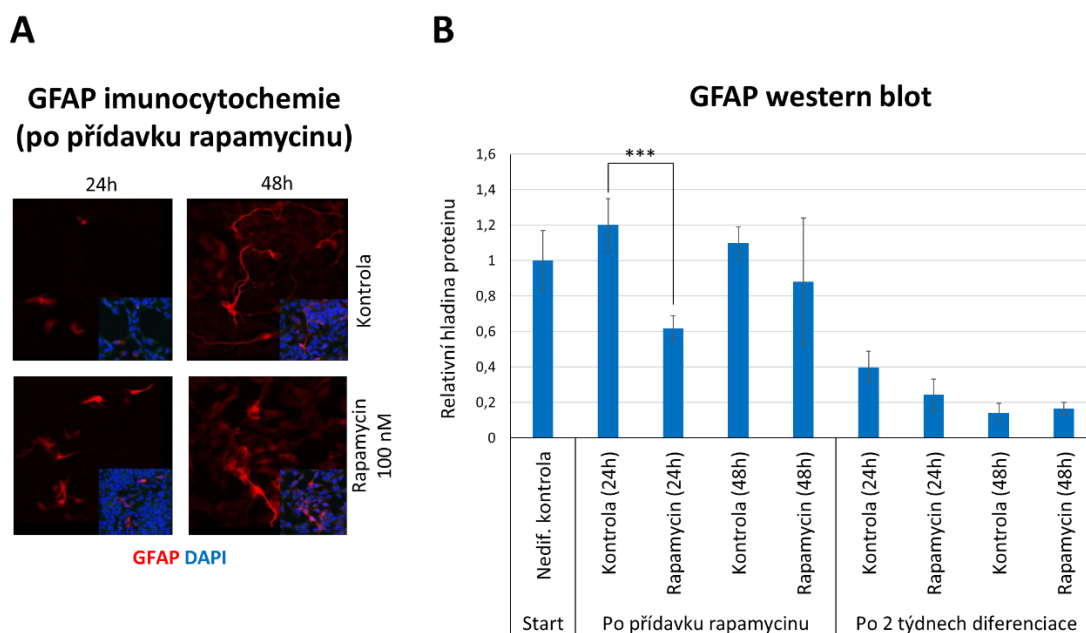 A
GFAP imunocytochemie
(po přídavku rapamycinu)
24h
48h
Kontrola
Rapamycin
100 nM
GFAP DAPI
B
GFAP western blot
Relativní hladina proteinu
1,6
1,4
1,2
1
0,8
0,6
0,4
0,2
0
***
Nedif. kontrola
Kontrola (24h)
Rapamycin (24h)
Kontrola (48h)
Rapamycin (48h)
Kontrola (24h)
Rapamycin (24h)
Kontrola (48h)
Rapamycin (48h)
Start
Po přídavku rapamycinu
Po 2 týdnech diferenciace